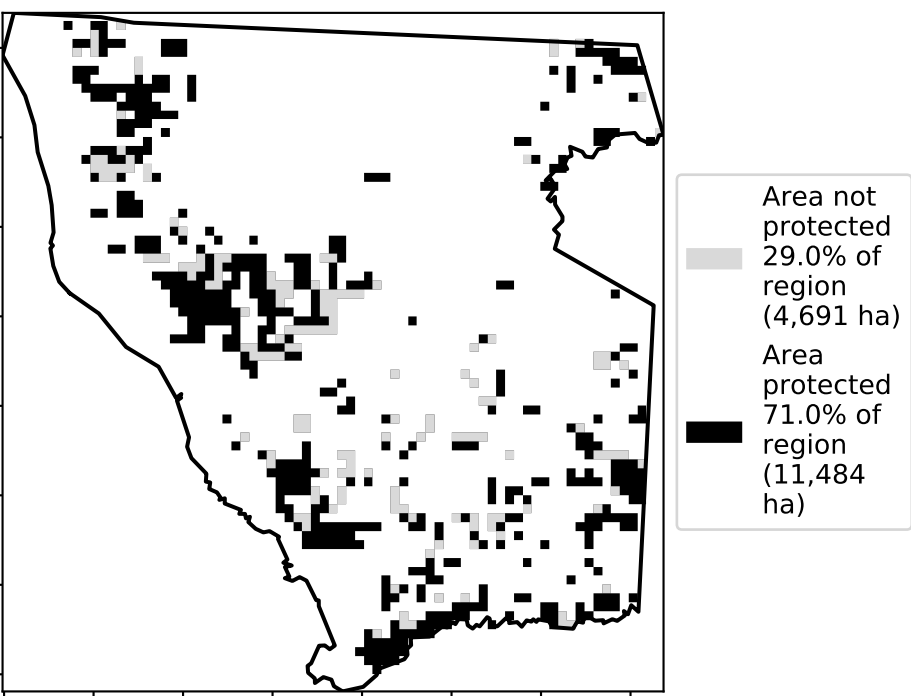 Area not
protected
29.0% of
region
(4,691 ha)
Area
protected
71.0% of
region
(11,484
ha)